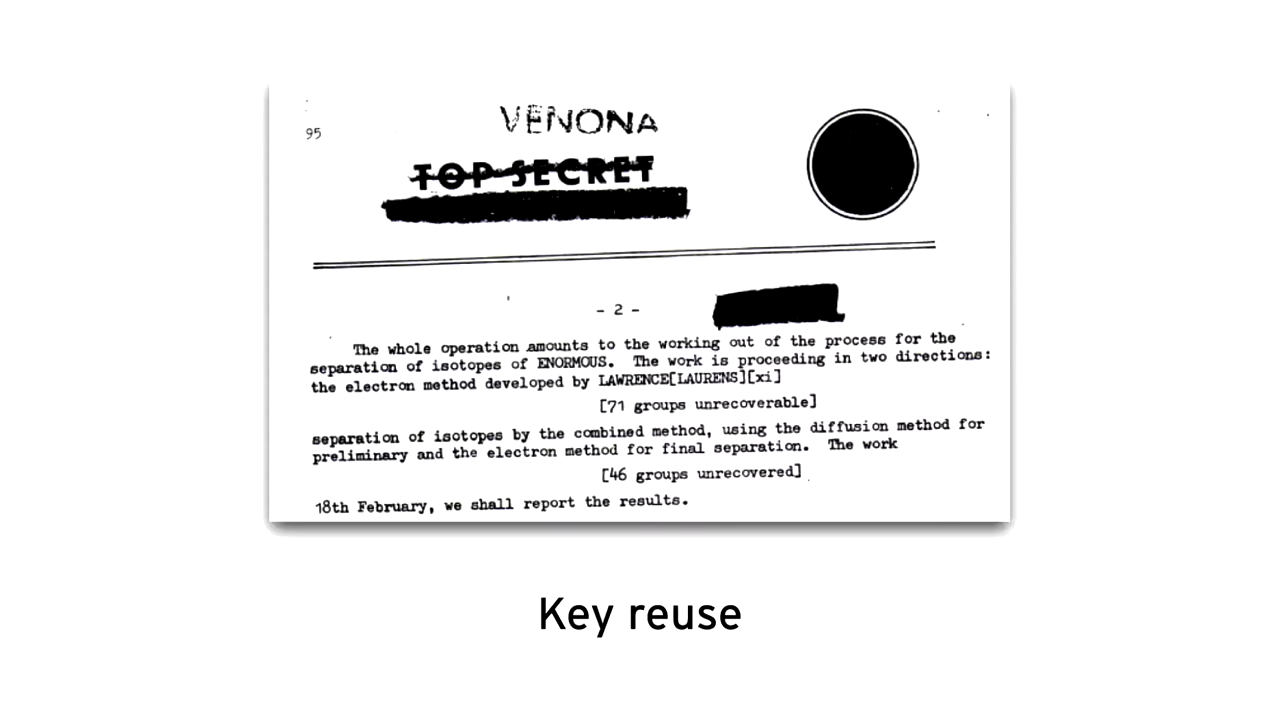 95
VENONA
TOP SECRET
- 2 -
The whole operation amounts to the working out of the process for the
separation of isotopes of ENORMOUS. The work is proceeding in two directions:
the electron method developed by LAWRENCE[LAURENS][xi]
[71 groups unrecoverable]
separation of isotopes by the combined method, using the diffusion method for
preliminary and the electron method for final separation. The work
[46 groups unrecovered]
18th February, we shall report the results.
Key reuse